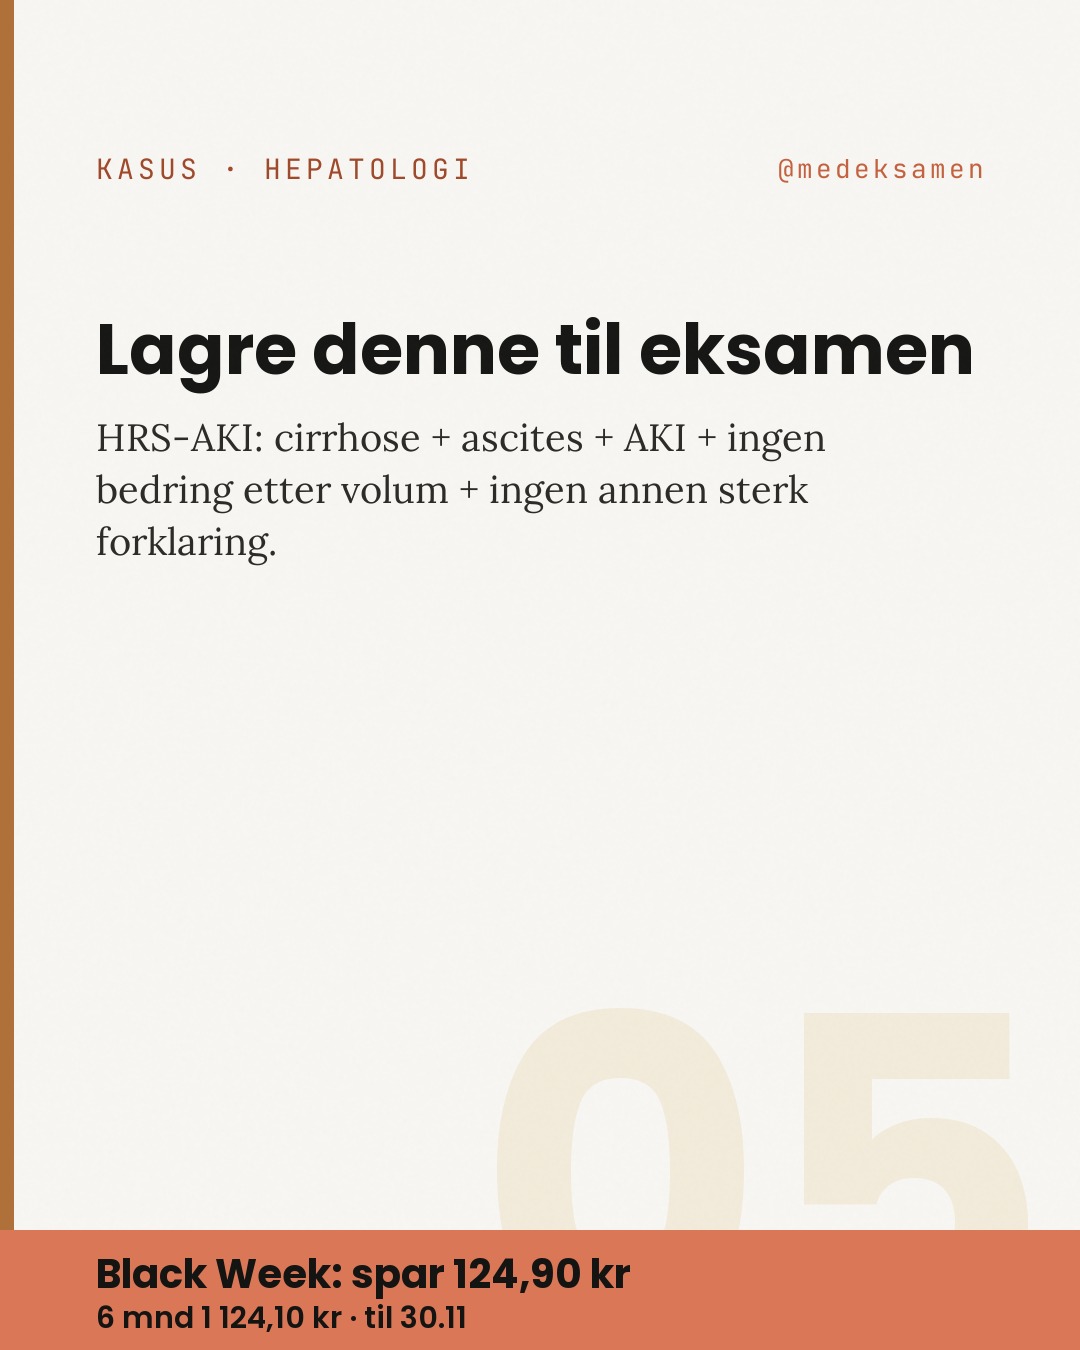 KASUS · HEPATOLOGI
@medeksamen
Lagre denne til eksamen
HRS-AKI: cirrhose + ascites + AKI + ingen
bedring etter volum + ingen annen sterk
forklaring.
05
Black Week: spar 124,90 kr
6 mnd 1 124,10 kr · til 30.11